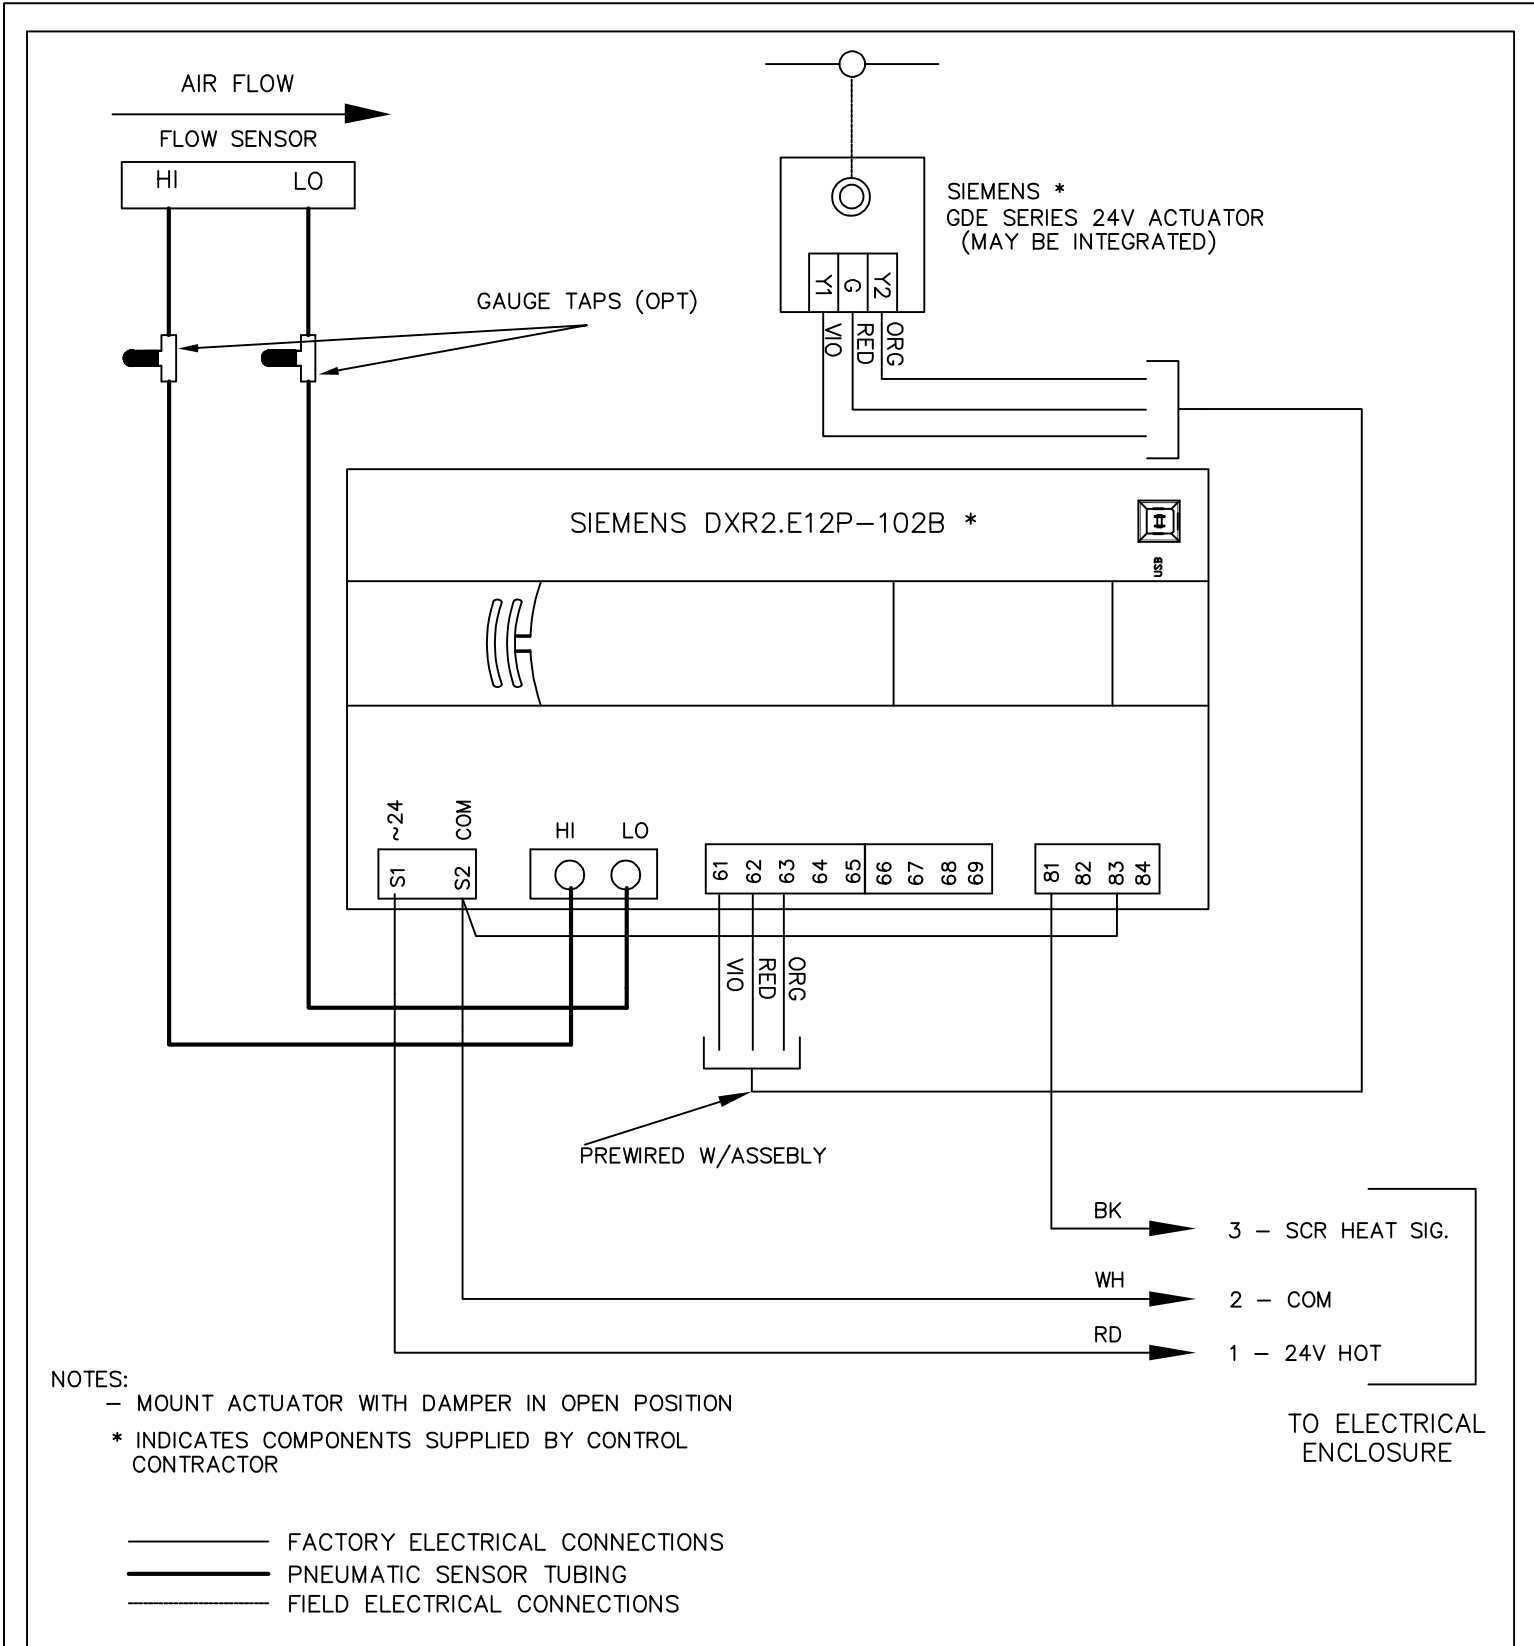 AIR FLOW
FLOW SENSOR
HI LO
SIEMENS *
GDE SERIES 24V ACTUATOR
(MAY BE INTEGRATED)
Y1 G Y2
VIO RED ORG
GAUGE TAPS (OPT)
SIEMENS DXR2.E12P-102B *
USB
~24 COM
HI LO
S1 S2
61 62 63 64 65 66 67 68 69
81 82 83 84
VIO RED ORG
PREWIRED W/ASSEBLY
BK
3 - SCR HEAT SIG.
WH
2 - COM
RD
1 - 24V HOT
TO ELECTRICAL
ENCLOSURE
NOTES:
- MOUNT ACTUATOR WITH DAMPER IN OPEN POSITION
* INDICATES COMPONENTS SUPPLIED BY CONTROL
CONTRACTOR
FACTORY ELECTRICAL CONNECTIONS
PNEUMATIC SENSOR TUBING
FIELD ELECTRICAL CONNECTIONS